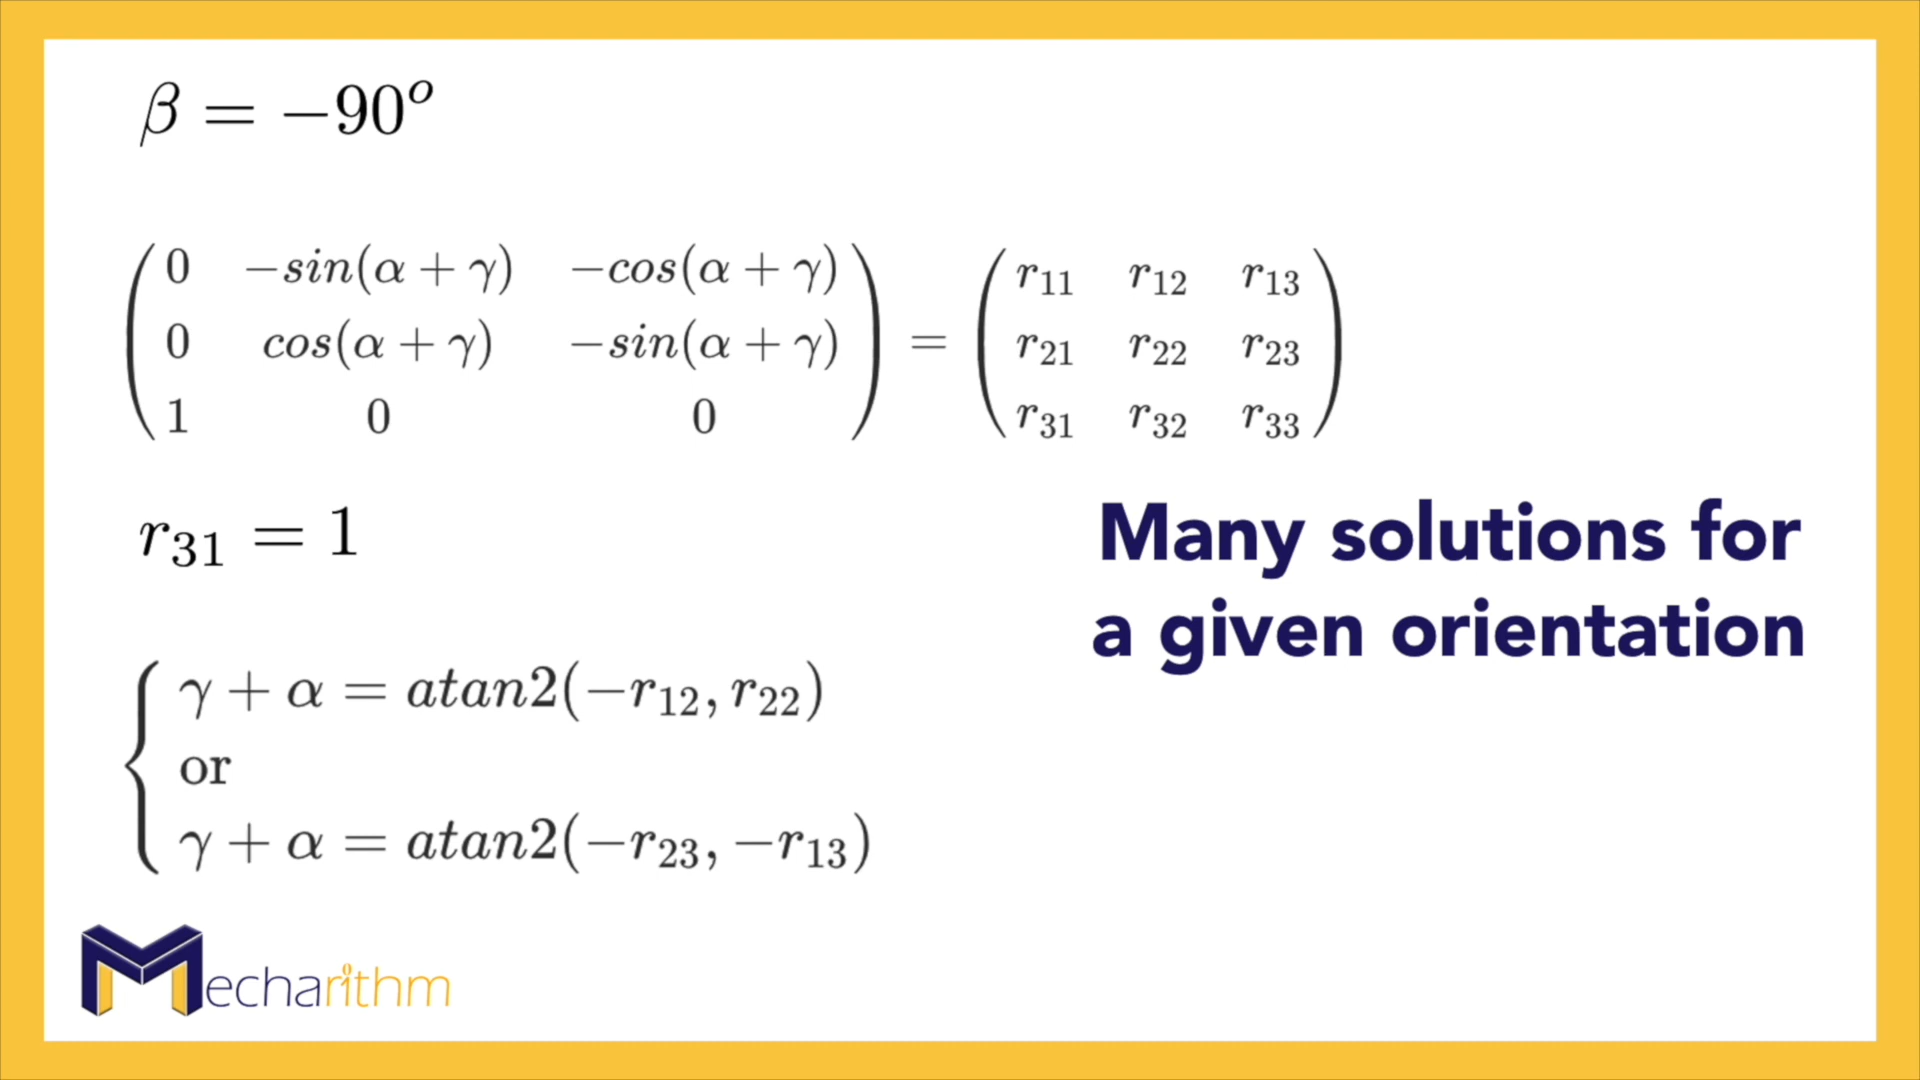 β = −90°
( 0 −sin(α + γ) −cos(α + γ) ) = ( r₁₁ r₁₂ r₁₃ )
( 0 cos(α + γ) −sin(α + γ) ) ( r₂₁ r₂₂ r₂₃ )
( 1 0 0 ) ( r₃₁ r₃₂ r₃₃ )
r₃₁ = 1
Many solutions for
a given orientation
{ γ + α = atan2(−r₁₂, r₂₂)
or
γ + α = atan2(−r₂₃, −r₁₃)
Mecharithm